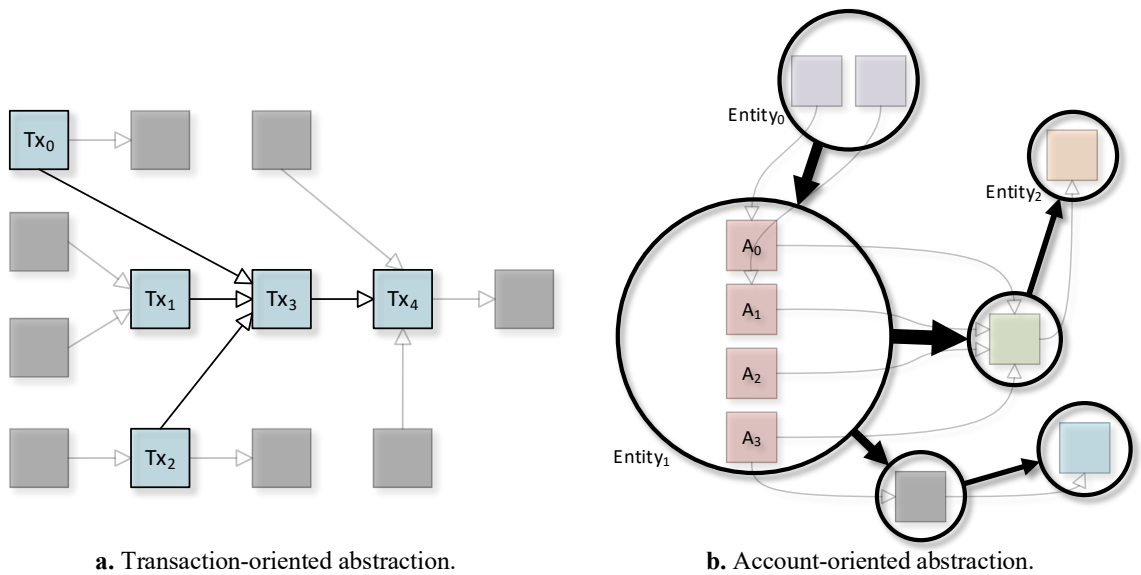 Tx₀
Tx₁
Tx₃
Tx₄
Tx₂
a. Transaction-oriented abstraction.
Entity₀
Entity₂
A₀
A₁
A₂
A₃
Entity₁
b. Account-oriented abstraction.